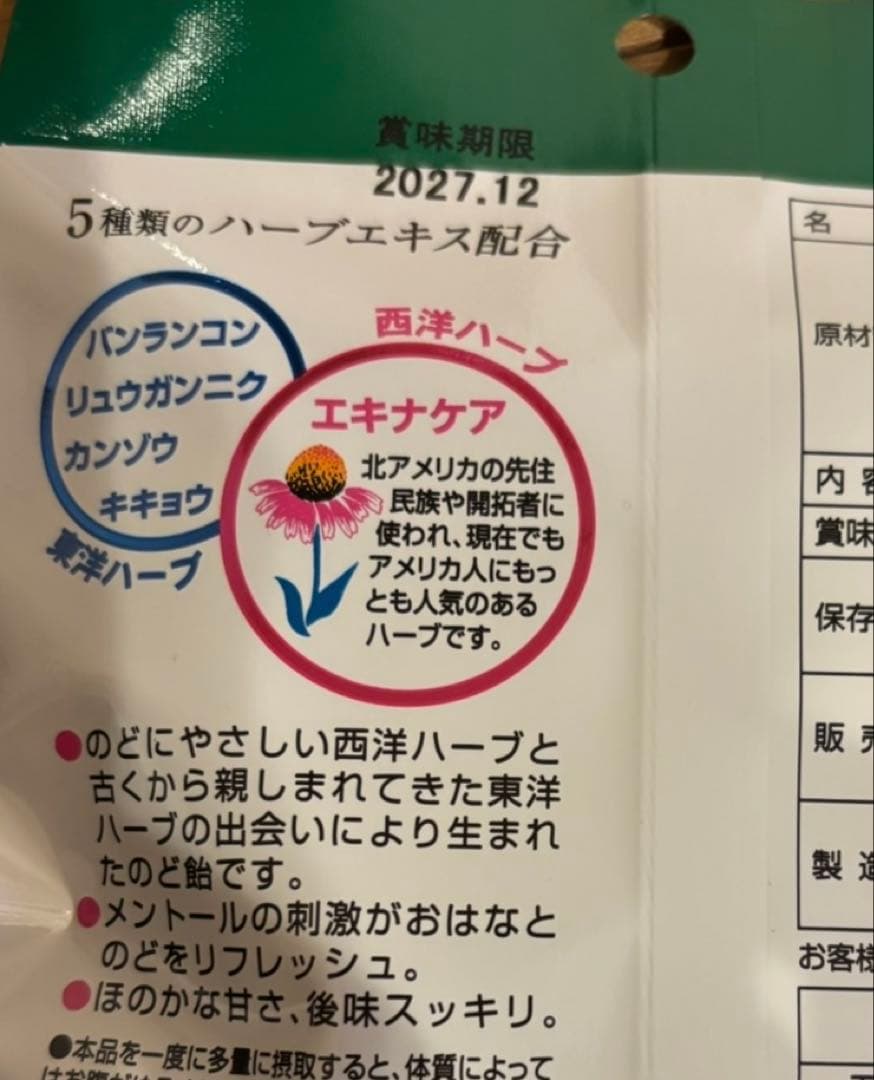 賞味期限
2027.12
5種類のハーブエキス配合
バンランコン
リュウガンニク
カンゾウ
キキョウ
東洋ハーブ
西洋ハーブ
エキナケア
北アメリカの先住
民族や開拓者に
使われ、現在でも
アメリカ人にもっ
とも人気のある
ハーブです。
●のどにやさしい西洋ハーブと
古くから親しまれてきた東洋
ハーブの出会いにより生まれ
たのど飴です。
●メントールの刺激がおはなと
のどをリフレッシュ。
●ほのかな甘さ、後味スッキリ。
●本品を一度に多量に摂取すると、体質によって
名
原材
内 容
賞味
保存
販 売
製 造
お客様